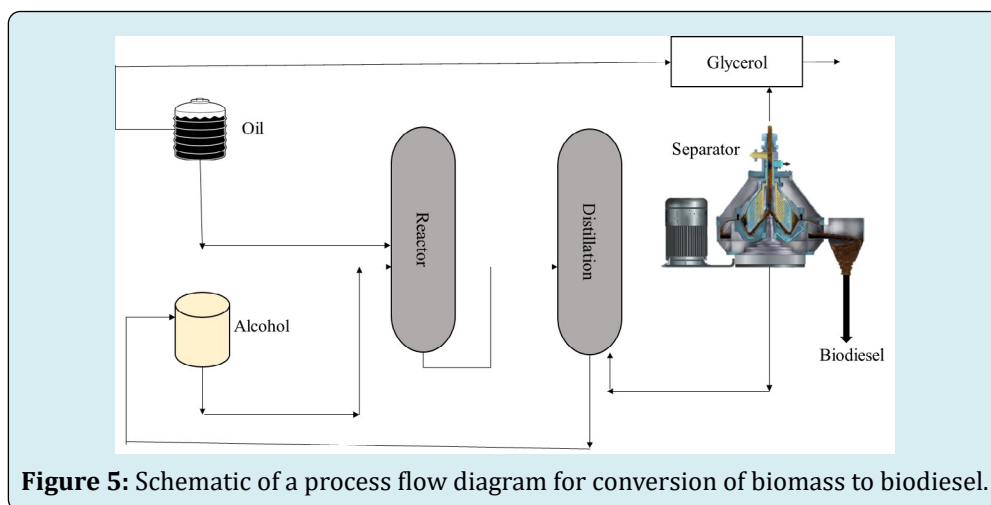 Glycerol
Oil
Separator
Reactor
Distillation
Alcohol
Biodiesel
Figure 5: Schematic of a process flow diagram for conversion of biomass to biodiesel.